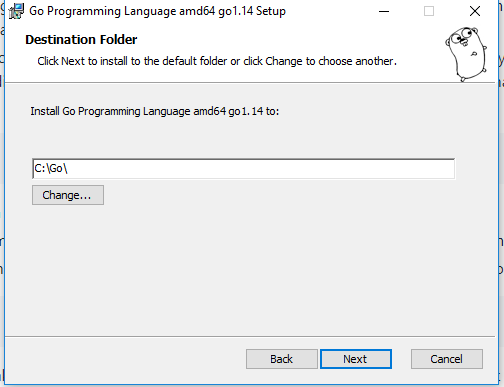 Go Programming Language amd64 go1.14 Setup
Destination Folder
Click Next to install to the default folder or click Change to choose another.
Install Go Programming Language amd64 go1.14 to:
C:\Go\
Change...
Back
Next
Cancel